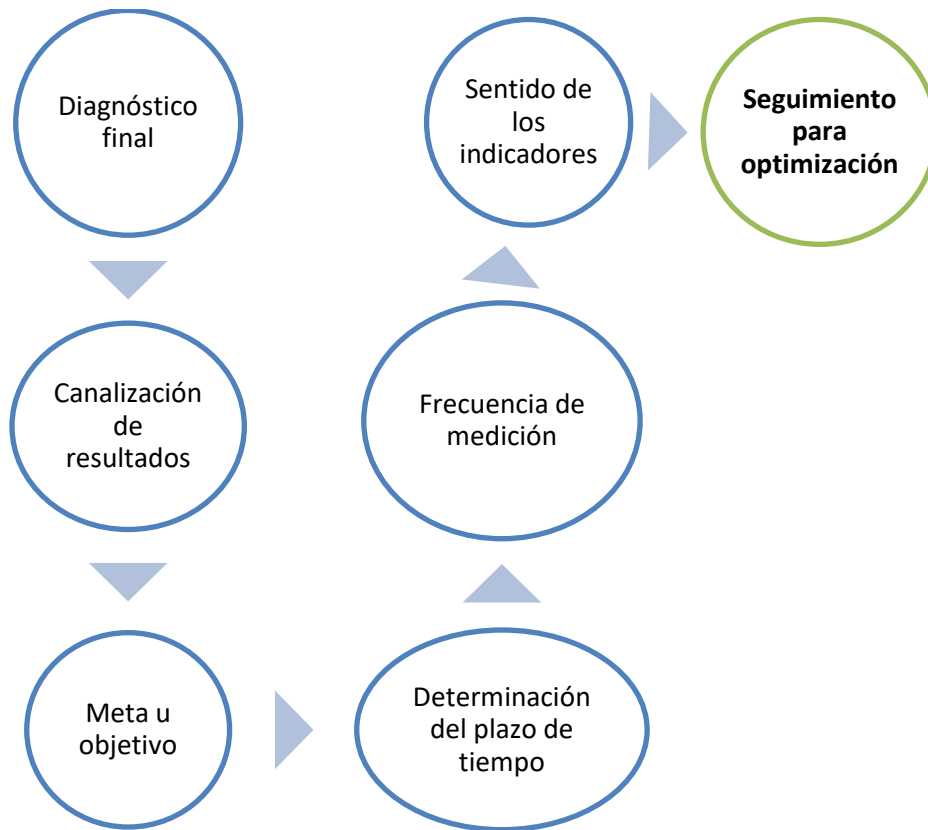 Diagnóstico
final
Canalización
de
resultados
Meta u
objetivo
Determinación
del plazo de
tiempo
Frecuencia de
medición
Sentido de
los
indicadores
Seguimiento
para
optimización